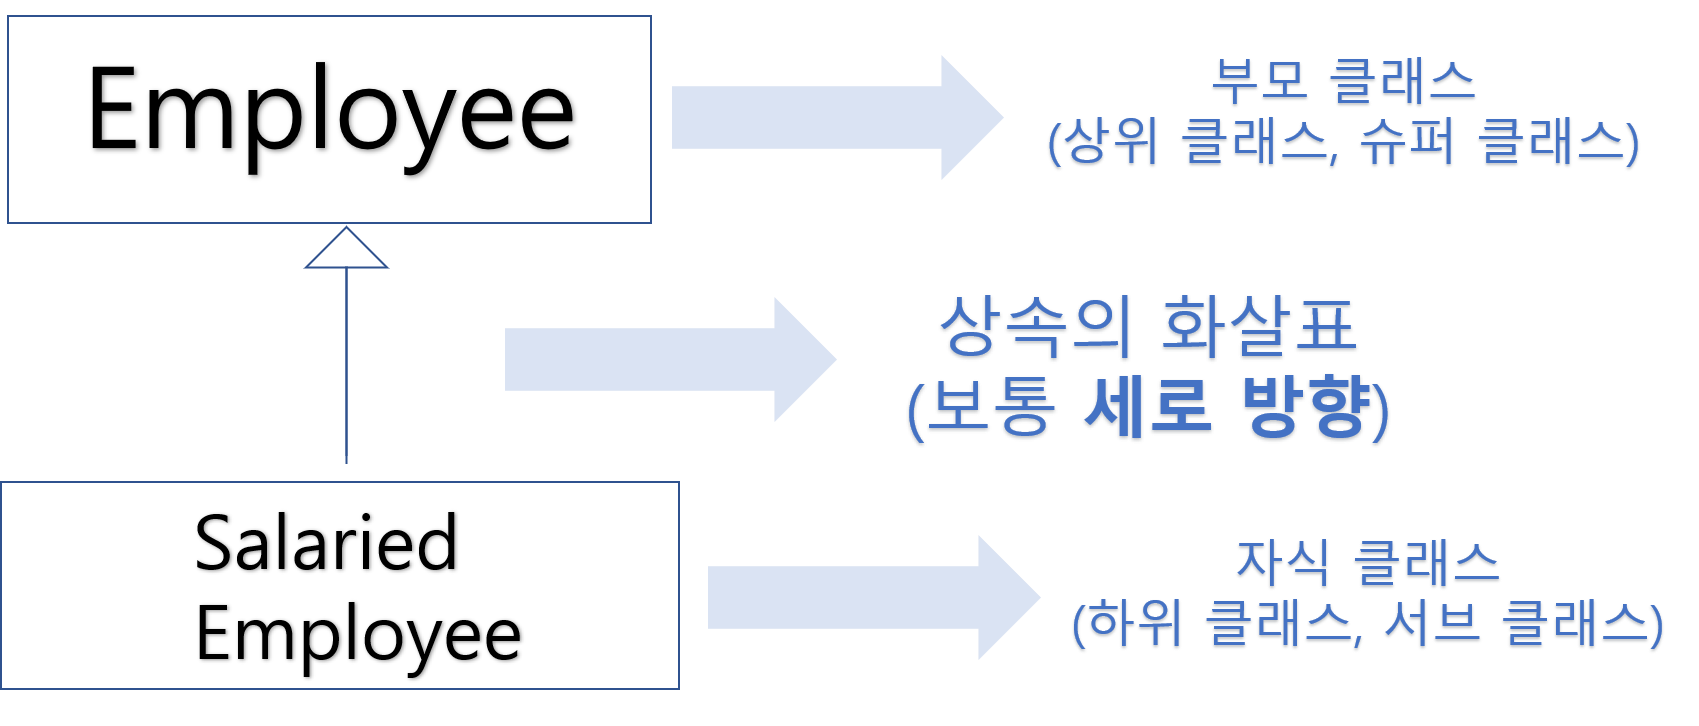 Employee
부모 클래스
(상위 클래스, 슈퍼 클래스)
상속의 화살표
(보통 세로 방향)
Salaried
Employee
자식 클래스
(하위 클래스, 서브 클래스)